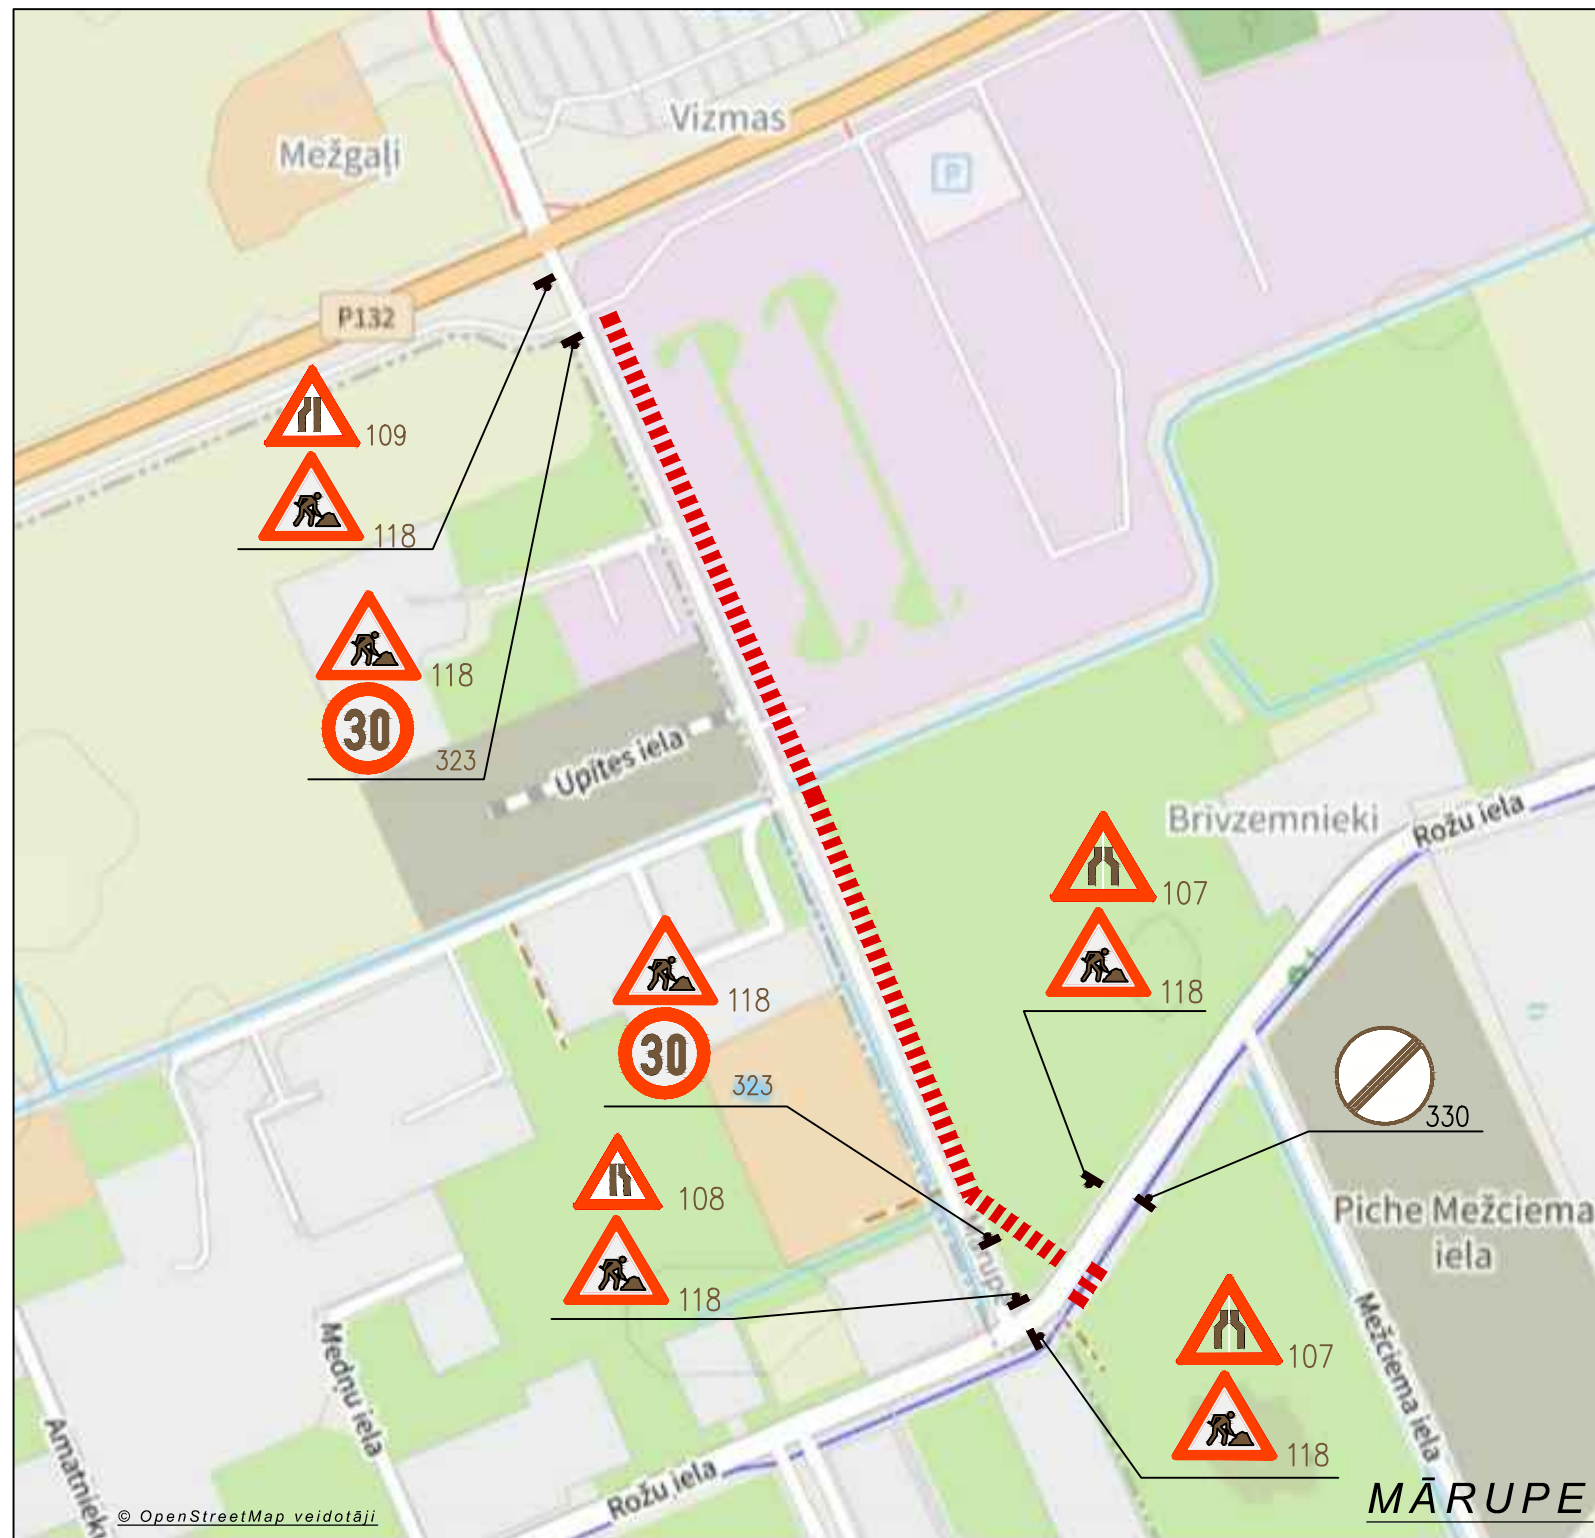 Vizmas
Mežgaļi
P
P132
109
118
118
30
323
Upītes iela
Brīvzemnieki
Rožu iela
107
118
118
30
323
330
108
118
Piche Mežciema
iela
107
118
Mežciema iela
Medņu iela
Rožu iela
© OpenStreetMap veidotāji
MĀRUPE